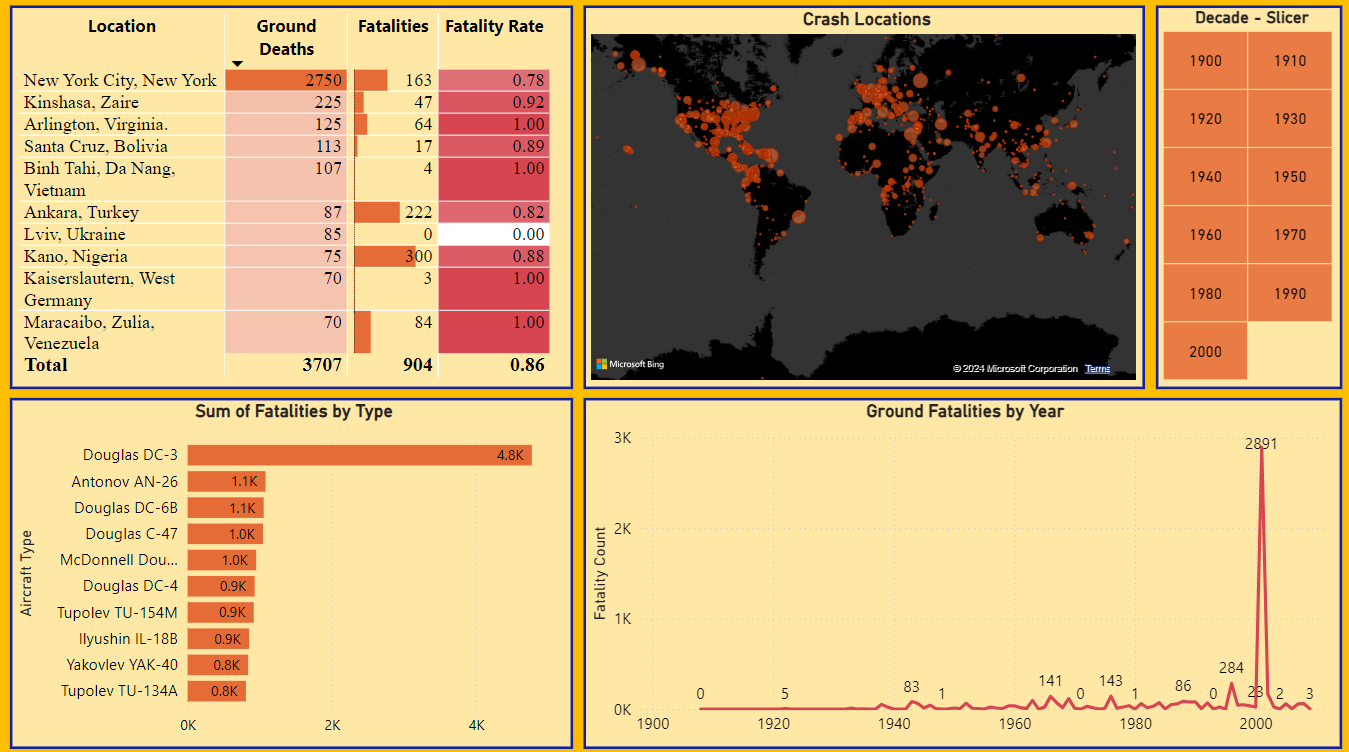 Location Ground Deaths Fatalities Fatality Rate
New York City, New York 2750 163 0.78
Kinshasa, Zaire 225 47 0.92
Arlington, Virginia. 125 64 1.00
Santa Cruz, Bolivia 113 17 0.89
Binh Tahi, Da Nang, Vietnam 107 4 1.00
Ankara, Turkey 87 222 0.82
Lviv, Ukraine 85 0 0.00
Kano, Nigeria 75 300 0.88
Kaiserslautern, West Germany 70 3 1.00
Maracaibo, Zulia, Venezuela 70 84 1.00
Total 3707 904 0.86
Crash Locations
Microsoft Bing
© 2024 Microsoft Corporation Terms
Decade - Slicer
1900 1910
1920 1930
1940 1950
1960 1970
1980 1990
2000
Sum of Fatalities by Type
Aircraft Type
Douglas DC-3 4.8K
Antonov AN-26 1.1K
Douglas DC-6B 1.1K
Douglas C-47 1.0K
McDonnell Dou... 1.0K
Douglas DC-4 0.9K
Tupolev TU-154M 0.9K
Ilyushin IL-18B 0.9K
Yakovlev YAK-40 0.8K
Tupolev TU-134A 0.8K
0K 2K 4K
Ground Fatalities by Year
Fatality Count
3K
2K
1K
0K
0 5 83 1 141 0 143 1 86 0 284 23 2891 2 3
1900 1920 1940 1960 1980 2000